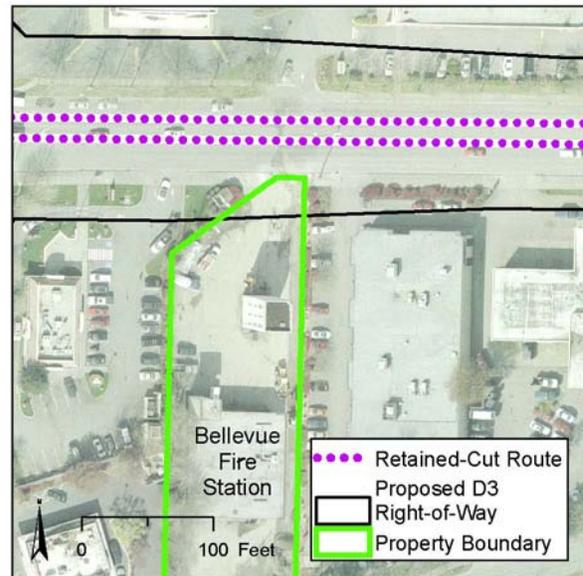 Bellevue
Fire
Station
0
100 Feet
Retained-Cut Route
Proposed D3
Right-of-Way
Property Boundary